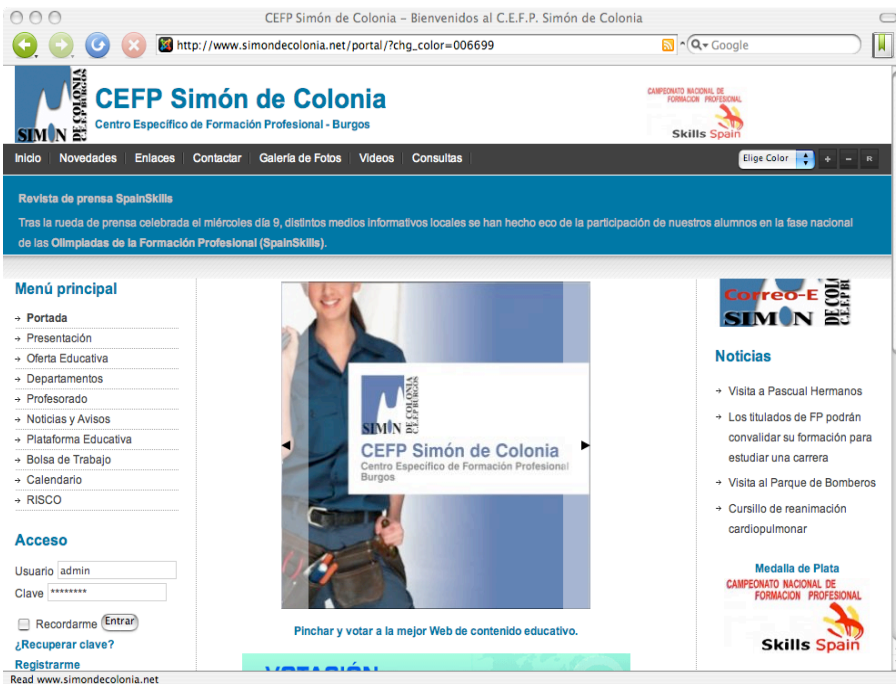 CEFP Simón de Colonia – Bienvenidos al C.E.F.P. Simón de Colonia
http://www.simondecolonia.net/portal/?chg_color=006699
Google
SIMON
DE COLONIA
CEFP Simón de Colonia
Centro Específico de Formación Profesional - Burgos
CAMPEONATO NACIONAL DE
FORMACION PROFESIONAL
Skills Spain
Inicio Novedades Enlaces Contactar Galería de Fotos Videos Consultas
Elige Color + − R
Revista de prensa SpainSkills
Tras la rueda de prensa celebrada el miércoles día 9, distintos medios informativos locales se han hecho eco de la participación de nuestros alumnos en la fase nacional
de las Olimpiadas de la Formación Profesional (SpainSkills).
Menú principal
Portada
Presentación
Oferta Educativa
Departamentos
Profesorado
Noticias y Avisos
Plataforma Educativa
Bolsa de Trabajo
Calendario
RISCO
Acceso
Usuario admin
Clave ********
Recordarme Entrar
¿Recuperar clave?
Registrarme
SIMON
DE COLONIA
C.E.F.P BURGOS
CEFP Simón de Colonia
Centro Específico de Formación Profesional
Burgos
Pinchar y votar a la mejor Web de contenido educativo.
VOTACIÓN
Correo-E
SIMON
DE COLONIA
C.E.F.P BURGOS
Noticias
Visita a Pascual Hermanos
Los titulados de FP podrán
convalidar su formación para
estudiar una carrera
Visita al Parque de Bomberos
Cursillo de reanimación
cardiopulmonar
Medalla de Plata
CAMPEONATO NACIONAL DE
FORMACION PROFESIONAL
Skills Spain
Read www.simondecolonia.net